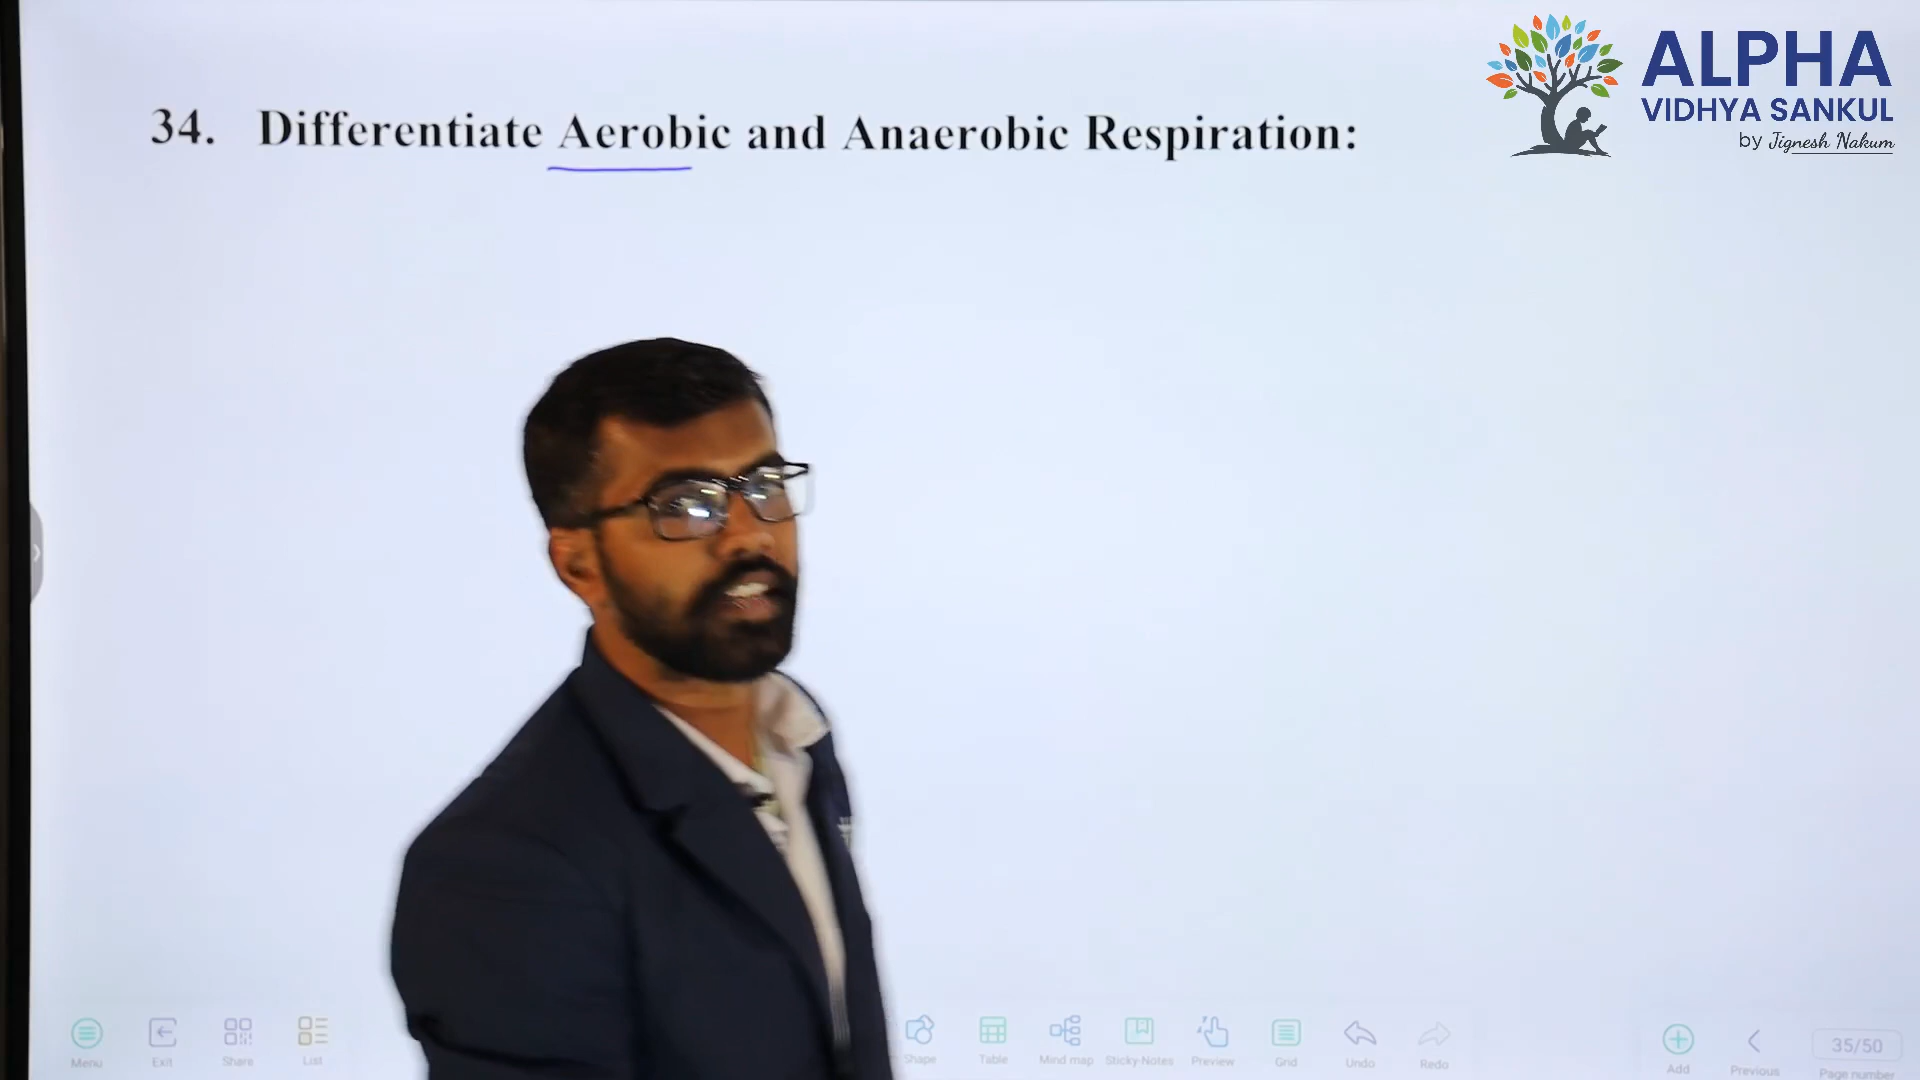 ALPHA
VIDHYA SANKUL
by Jignesh Nakum
34. Differentiate Aerobic and Anaerobic Respiration:
Menu
Exit
Share
List
Shape
Table
Mind map
Sticky-Notes
Preview
Grid
Undo
Redo
Add
Previous
35/50
Page number